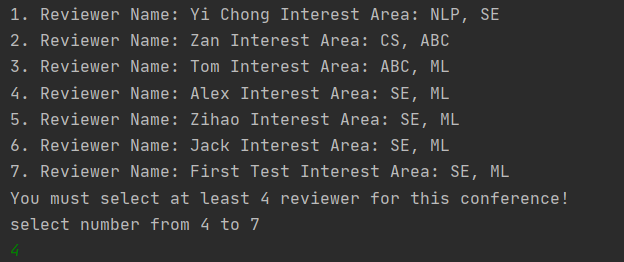 1. Reviewer Name: Yi Chong Interest Area: NLP, SE
2. Reviewer Name: Zan Interest Area: CS, ABC
3. Reviewer Name: Tom Interest Area: ABC, ML
4. Reviewer Name: Alex Interest Area: SE, ML
5. Reviewer Name: Zihao Interest Area: SE, ML
6. Reviewer Name: Jack Interest Area: SE, ML
7. Reviewer Name: First Test Interest Area: SE, ML
You must select at least 4 reviewer for this conference!
select number from 4 to 7
4